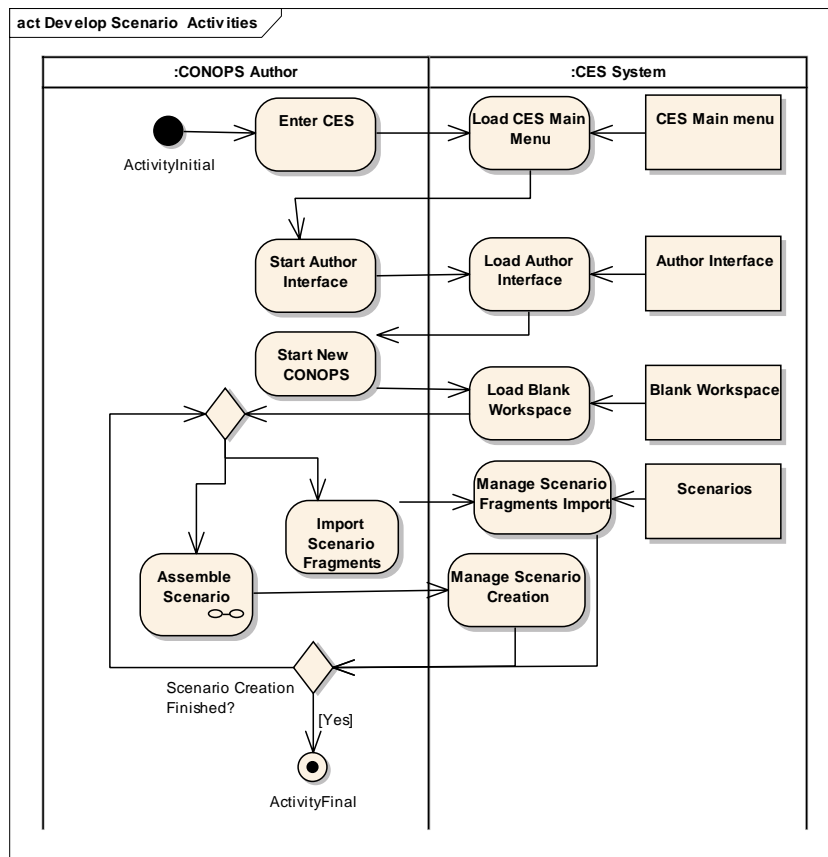 act Develop Scenario Activities
:CONOPS Author
:CES System
Enter CES
Load CES Main
Menu
CES Main menu
ActivityInitial
Start Author
Interface
Load Author
Interface
Author Interface
Start New
CONOPS
Load Blank
Workspace
Blank Workspace
Manage Scenario
Fragments Import
Scenarios
Import
Scenario
Fragments
Assemble
Scenario
Manage Scenario
Creation
Scenario Creation
Finished?
[Yes]
ActivityFinal